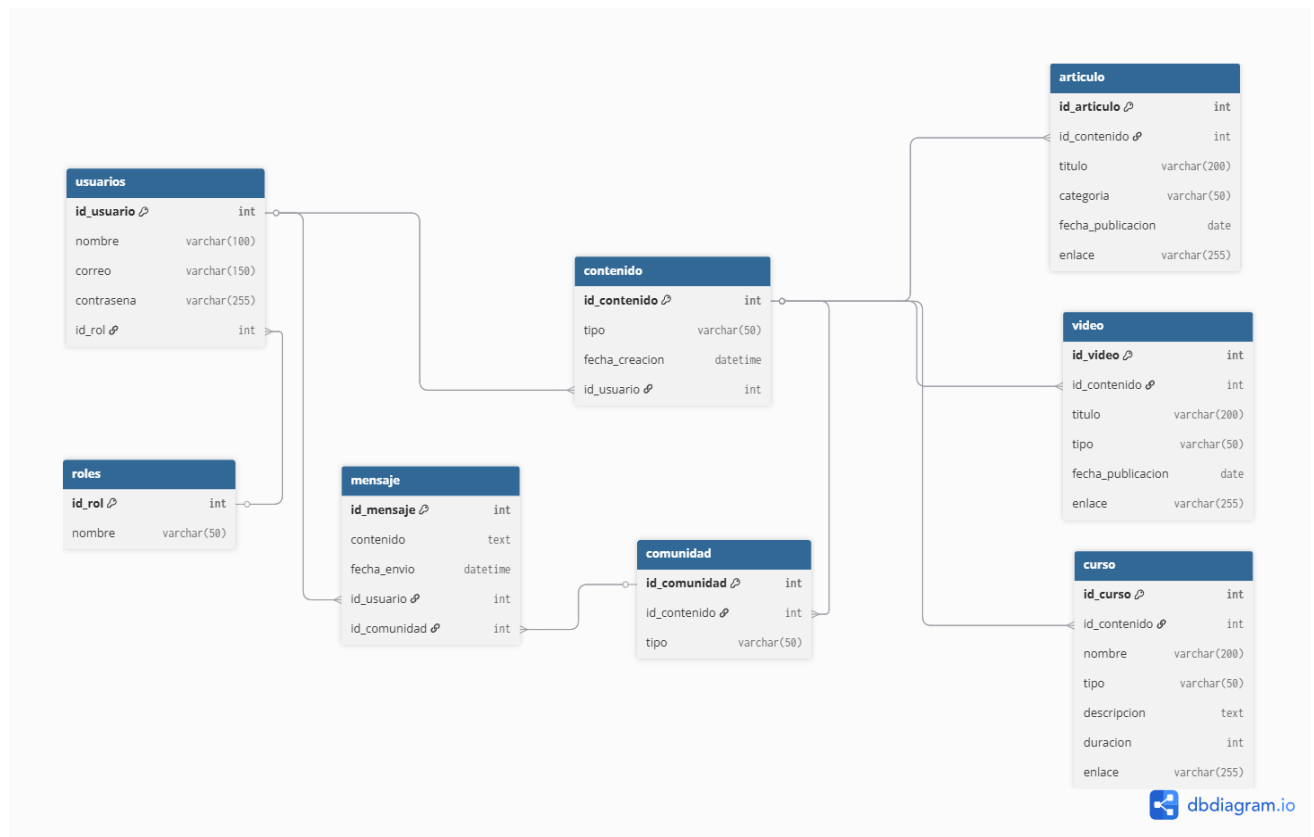 usuarios
id_usuario int
nombre varchar(100)
correo varchar(150)
contrasena varchar(255)
id_rol int
roles
id_rol int
nombre varchar(50)
mensaje
id_mensaje int
contenido text
fecha_envio datetime
id_usuario int
id_comunidad int
contenido
id_contenido int
tipo varchar(50)
fecha_creacion datetime
id_usuario int
comunidad
id_comunidad int
id_contenido int
tipo varchar(50)
articulo
id_articulo int
id_contenido int
titulo varchar(200)
categoria varchar(50)
fecha_publicacion date
enlace varchar(255)
video
id_video int
id_contenido int
titulo varchar(200)
tipo varchar(50)
fecha_publicacion date
enlace varchar(255)
curso
id_curso int
id_contenido int
nombre varchar(200)
tipo varchar(50)
descripcion text
duracion int
enlace varchar(255)
dbdiagram.io